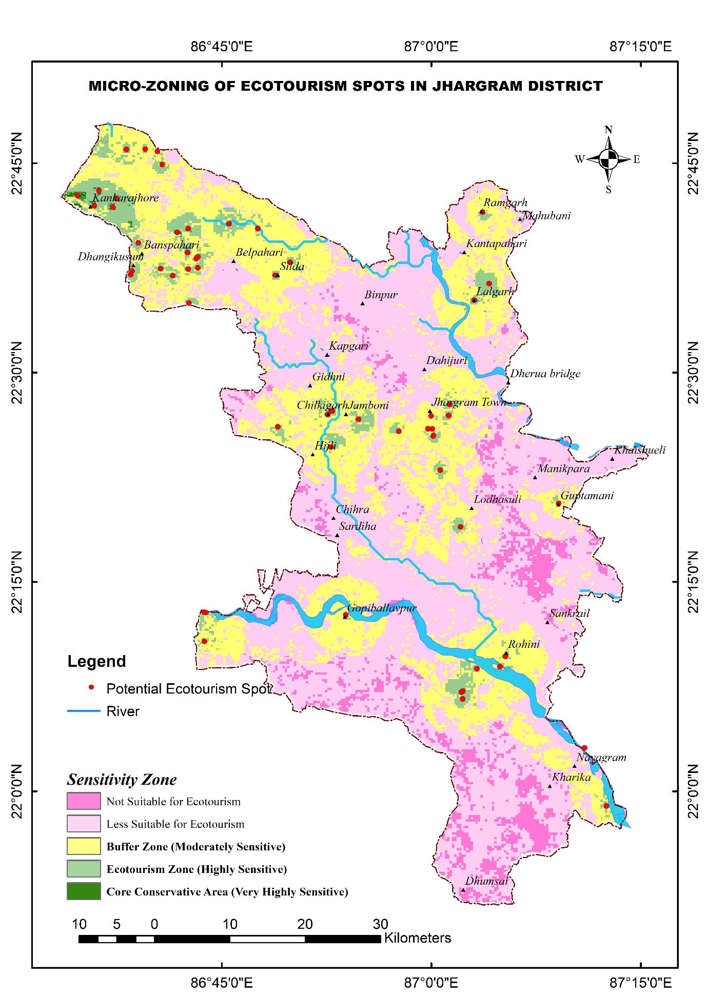 86°45'0"E 87°0'0"E 87°15'0"E
MICRO-ZONING OF ECOTOURISM SPOTS IN JHARGRAM DISTRICT
N
W E
S
22°45'0"N 22°45'0"N
Kankarajhore
Ramgarh
Mahubani
Banspahari
Kantapahari
Dhangikusum
Belpahari
Silda
Lalgarh
Binpur
Kapgari
Dahijuri
22°30'0"N 22°30'0"N
Gidhni
Dherua bridge
Chilkigarh Jamboni
Jhargram Town
Hijli
Khaishueli
Manikpara
Guptamani
Lodhasuli
Chihra
Sardiha
22°15'0"N 22°15'0"N
Gopiballavpur
Sankrail
Rohini
Legend
Potential Ecotourism Spot
River
Nayagram
Kharika
22°0'0"N 22°0'0"N
Sensitivity Zone
Not Suitable for Ecotourism
Less Suitable for Ecotourism
Buffer Zone (Moderately Sensitive)
Ecotourism Zone (Highly Sensitive)
Dhumsai
Core Conservative Area (Very Highly Sensitive)
10 5 0 10 20 30
Kilometers
86°45'0"E 87°0'0"E 87°15'0"E